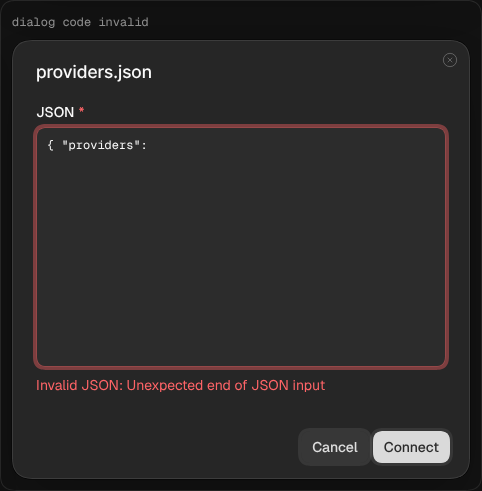 dialog code invalid
providers.json
JSON *
{ "providers":
Invalid JSON: Unexpected end of JSON input
Cancel Connect